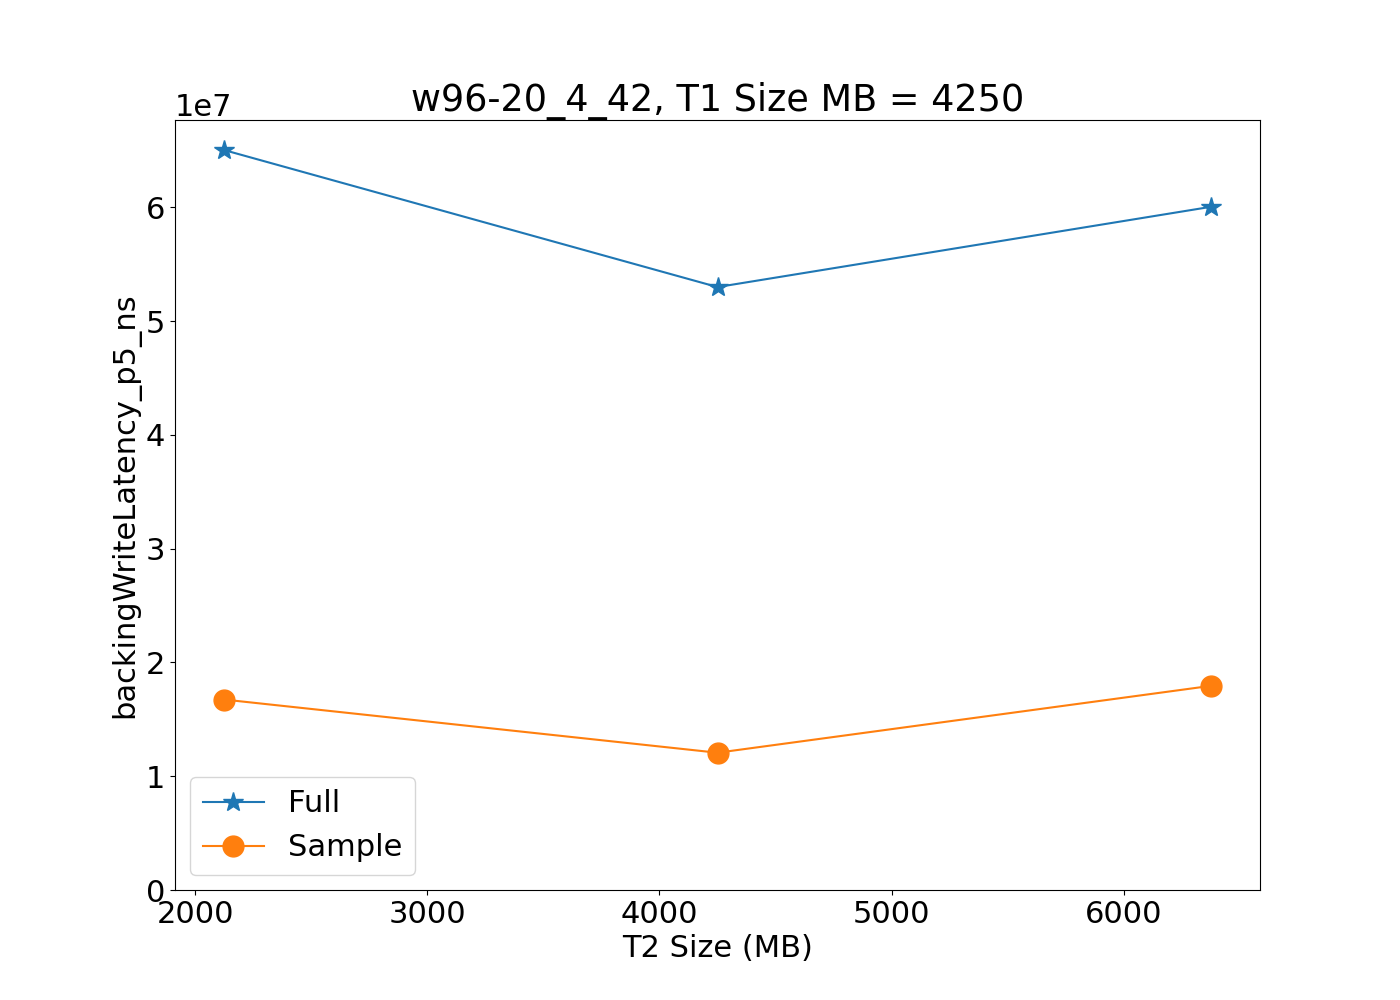 w96-20_4_42, T1 Size MB = 4250
1e7
6
5
4
3
2
1
0
backingWriteLatency_p5_ns
Full
Sample
2000 3000 4000 5000 6000
T2 Size (MB)